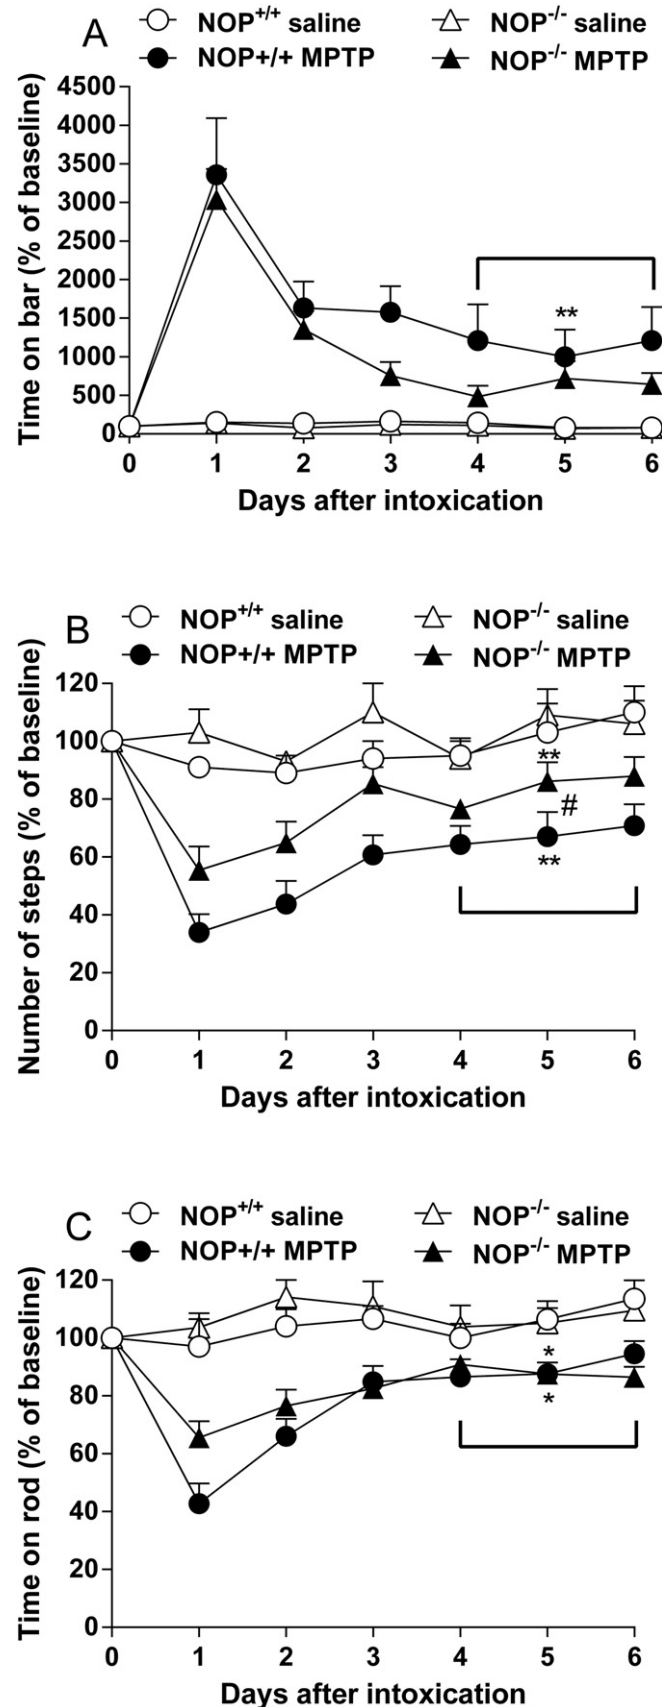 A
NOP+/+ saline NOP-/- saline
NOP+/+ MPTP NOP-/- MPTP
Time on bar (% of baseline)
4500
4000
3500
3000
2500
2000
1500
1000
500
0
**
0 1 2 3 4 5 6
Days after intoxication
B
NOP+/+ saline NOP-/- saline
NOP+/+ MPTP NOP-/- MPTP
Number of steps (% of baseline)
120
100
80
60
40
20
0
**
#
**
0 1 2 3 4 5 6
Days after intoxication
C
NOP+/+ saline NOP-/- saline
NOP+/+ MPTP NOP-/- MPTP
Time on rod (% of baseline)
120
100
80
60
40
20
0
*
*
0 1 2 3 4 5 6
Days after intoxication